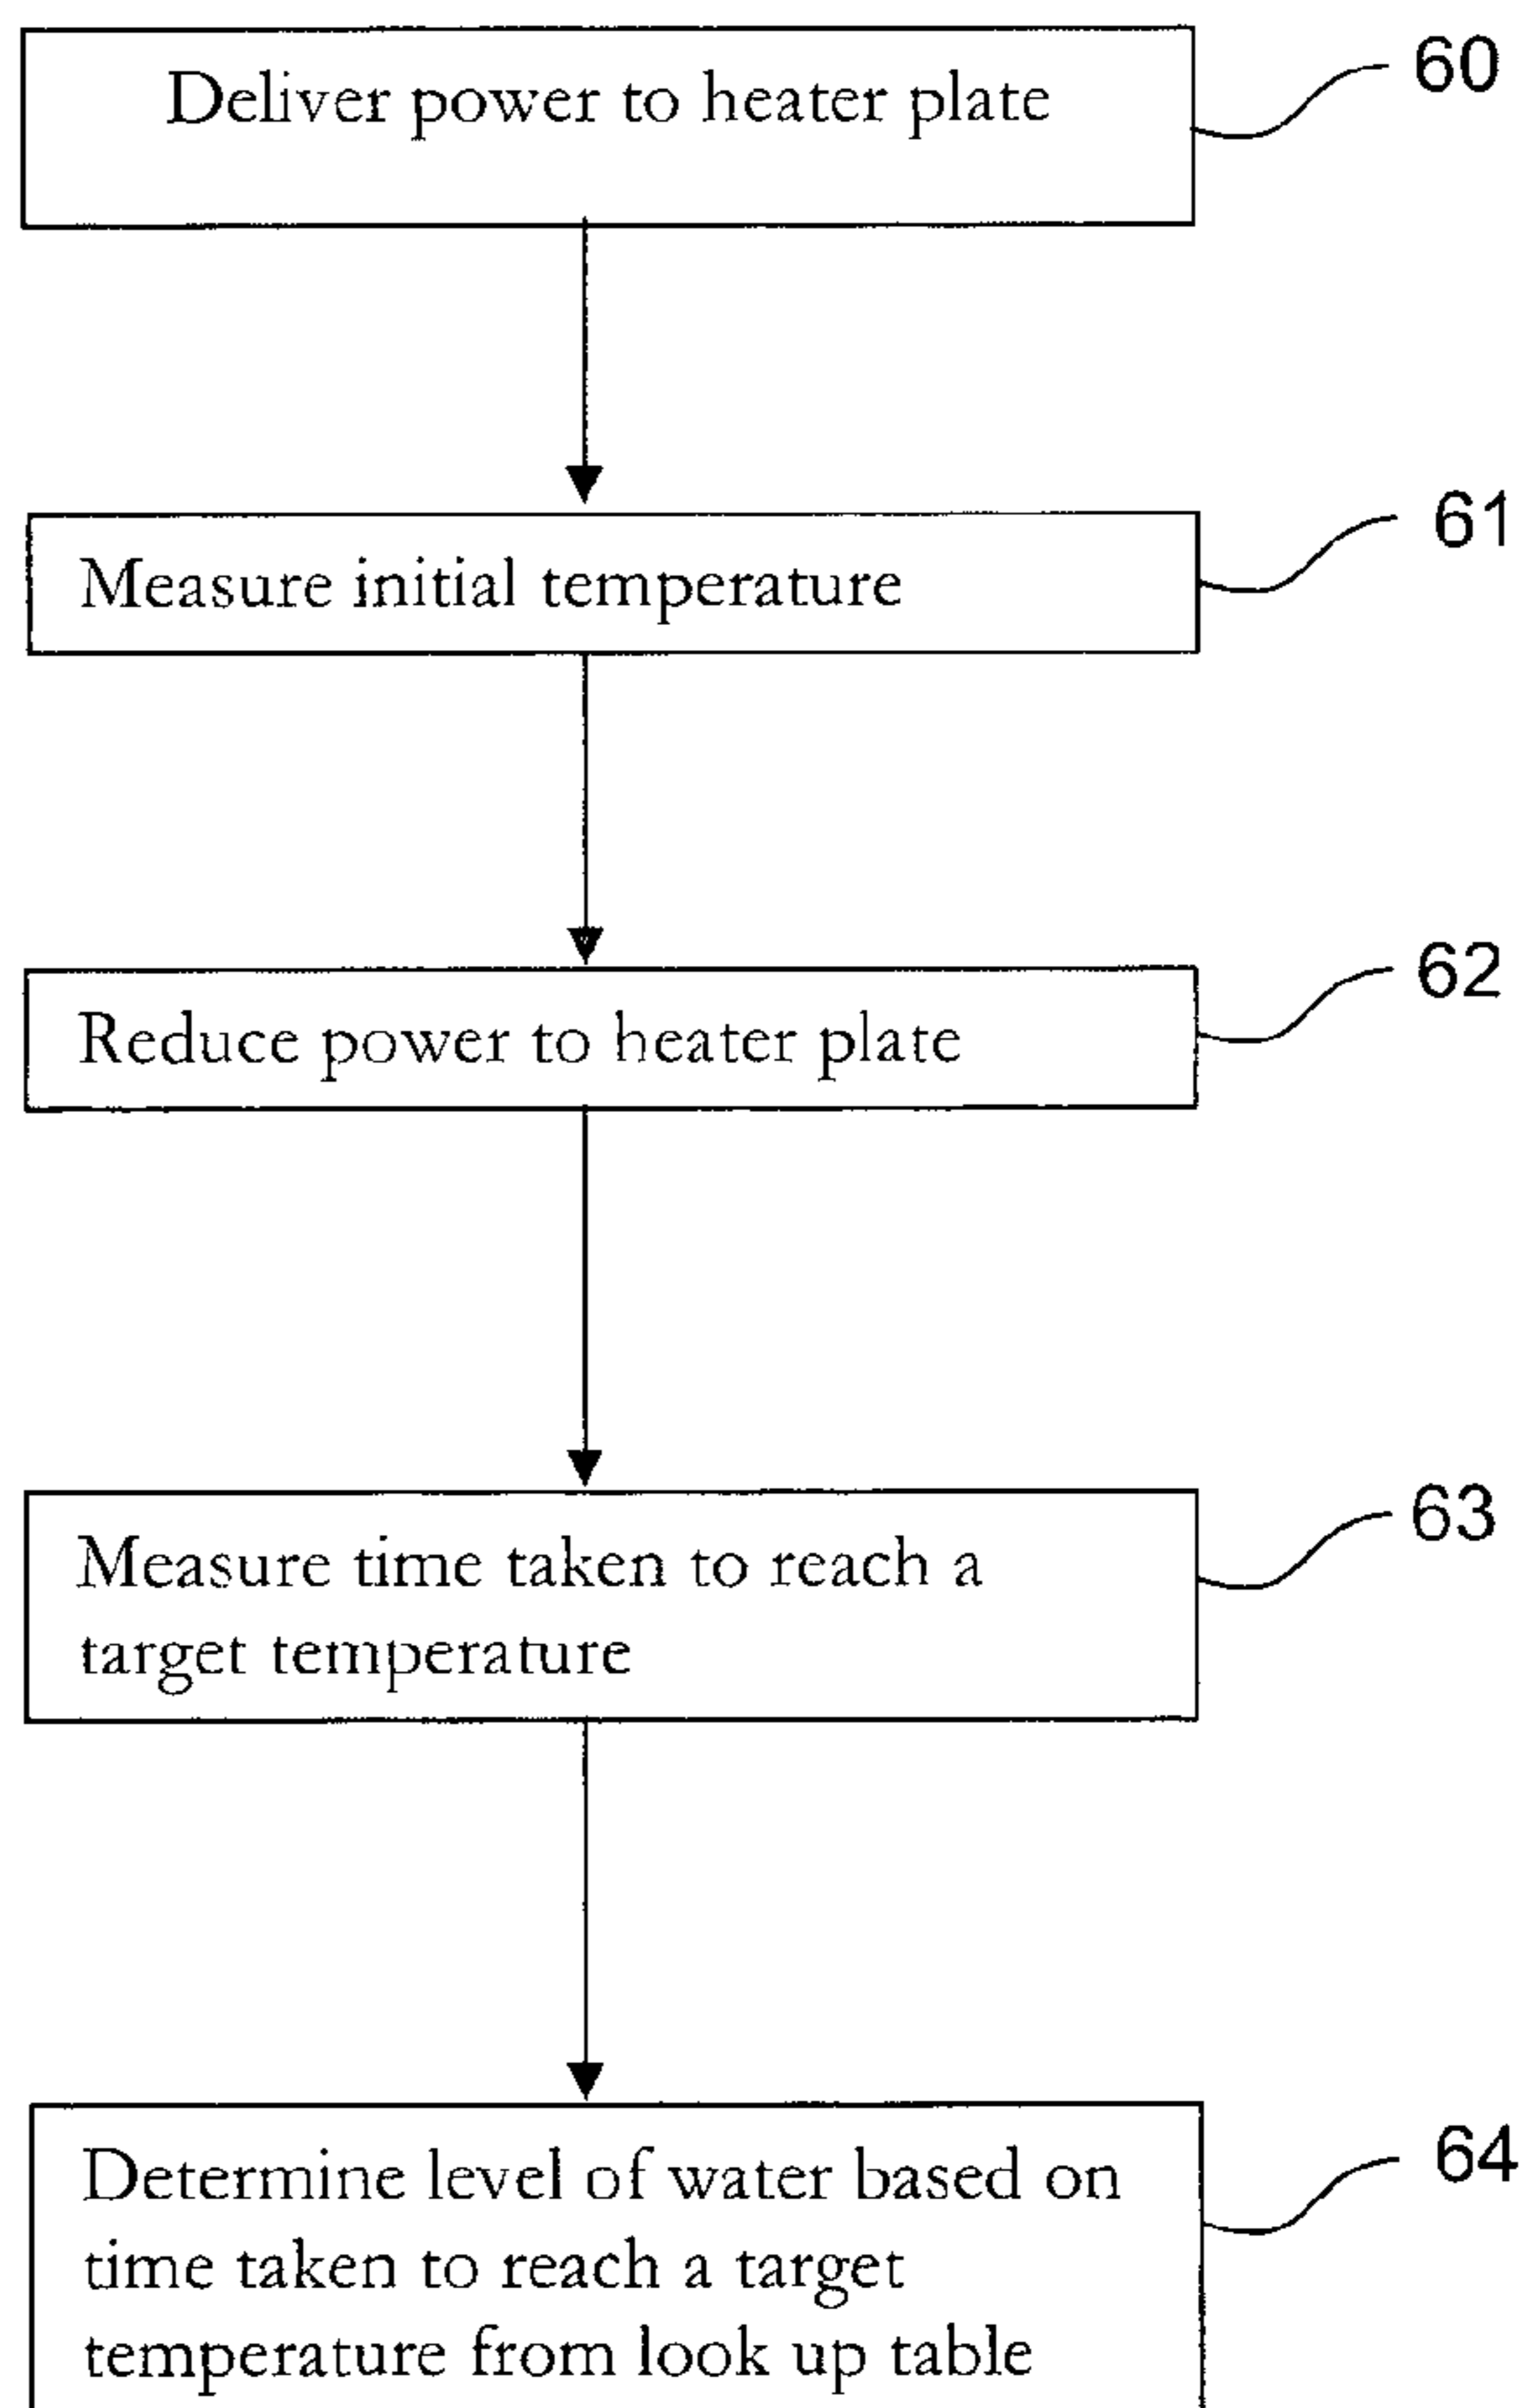 Deliver power to heater plate
60
Measure initial temperature
61
Reduce power to heater plate
62
Measure time taken to reach a
target temperature
63
Determine level of water based on
time taken to reach a target
temperature from look up table
64